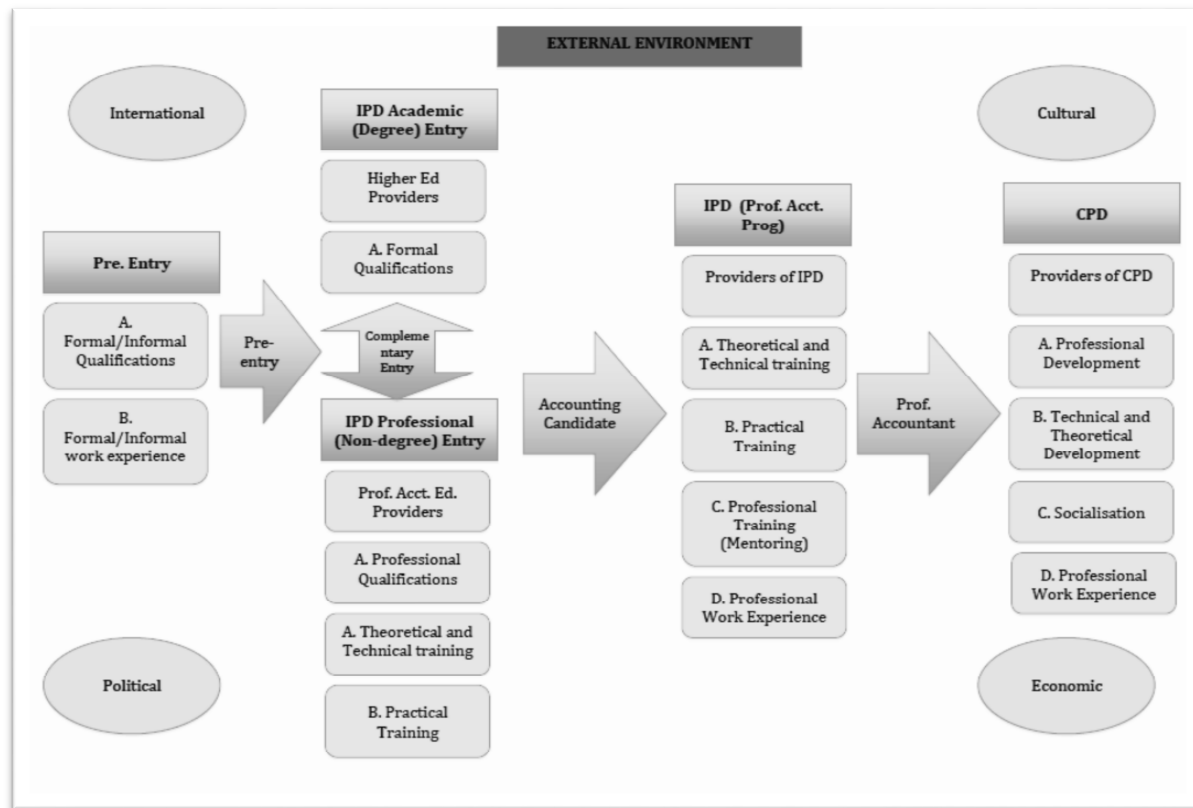 EXTERNAL ENVIRONMENT
International
Cultural
Pre. Entry
A.
Formal/Informal
Qualifications
B.
Formal/Informal
work experience
Pre-
entry
IPD Academic
(Degree) Entry
Higher Ed
Providers
A. Formal
Qualifications
Compleme
ntary
Entry
IPD Professional
(Non-degree) Entry
Prof. Acct. Ed.
Providers
A. Professional
Qualifications
A. Theoretical and
Technical training
B. Practical
Training
Accounting
Candidate
IPD (Prof. Acct.
Prog)
Providers of IPD
A. Theoretical and
Technical training
B. Practical
Training
C. Professional
Training
(Mentoring)
D. Professional
Work Experience
Prof.
Accountant
CPD
Providers of CPD
A. Professional
Development
B. Technical and
Theoretical
Development
C. Socialisation
D. Professional
Work Experience
Political
Economic